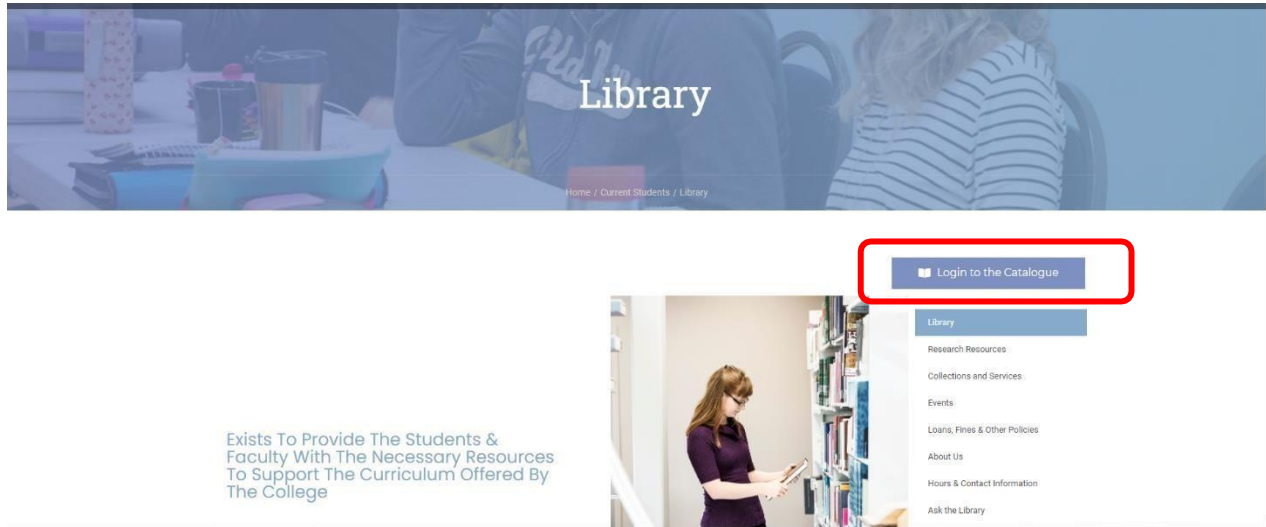 Library
Home / Current Students / Library
Login to the Catalogue
Library
Research Resources
Collections and Services
Events
Loans, Fines & Other Policies
About Us
Hours & Contact Information
Ask the Library
Exists To Provide The Students &
Faculty With The Necessary Resources
To Support The Curriculum Offered By
The College